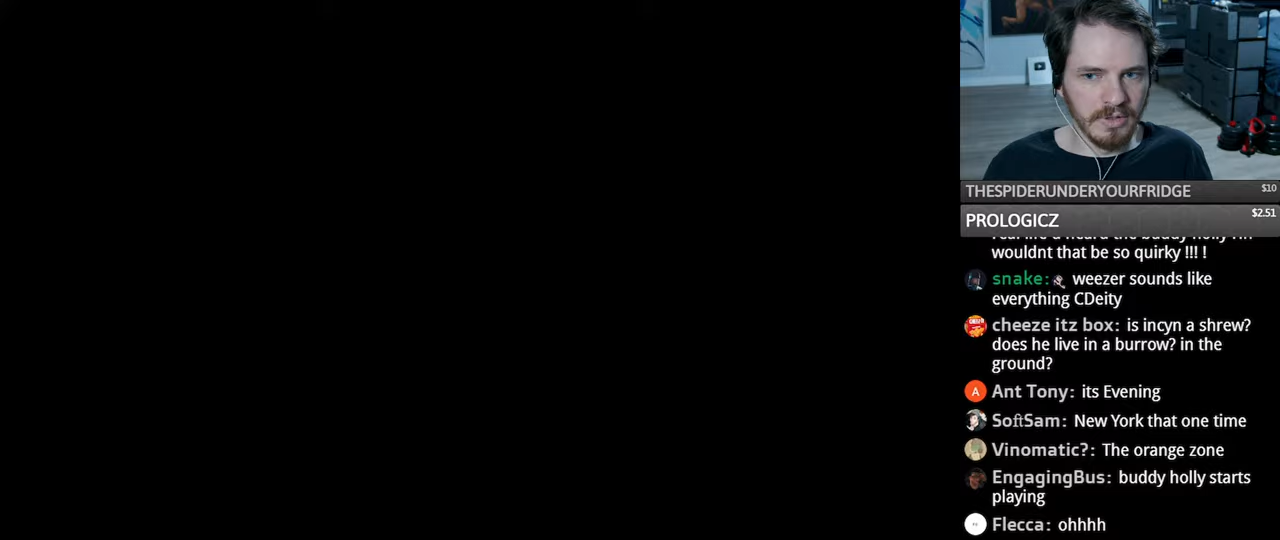 THESPIDERUNDERYOURFRIDGE $10
PROLOGICZ $2.51
wouldnt that be so quirky !!! !
snake: weezer sounds like
everything CDeity
cheeze itz box: is incyn a shrew?
does he live in a burrow? in the
ground?
A Ant Tony: its Evening
SoftSam: New York that one time
Vinomatic?: The orange zone
EngagingBus: buddy holly starts
playing
Flecca: ohhhh